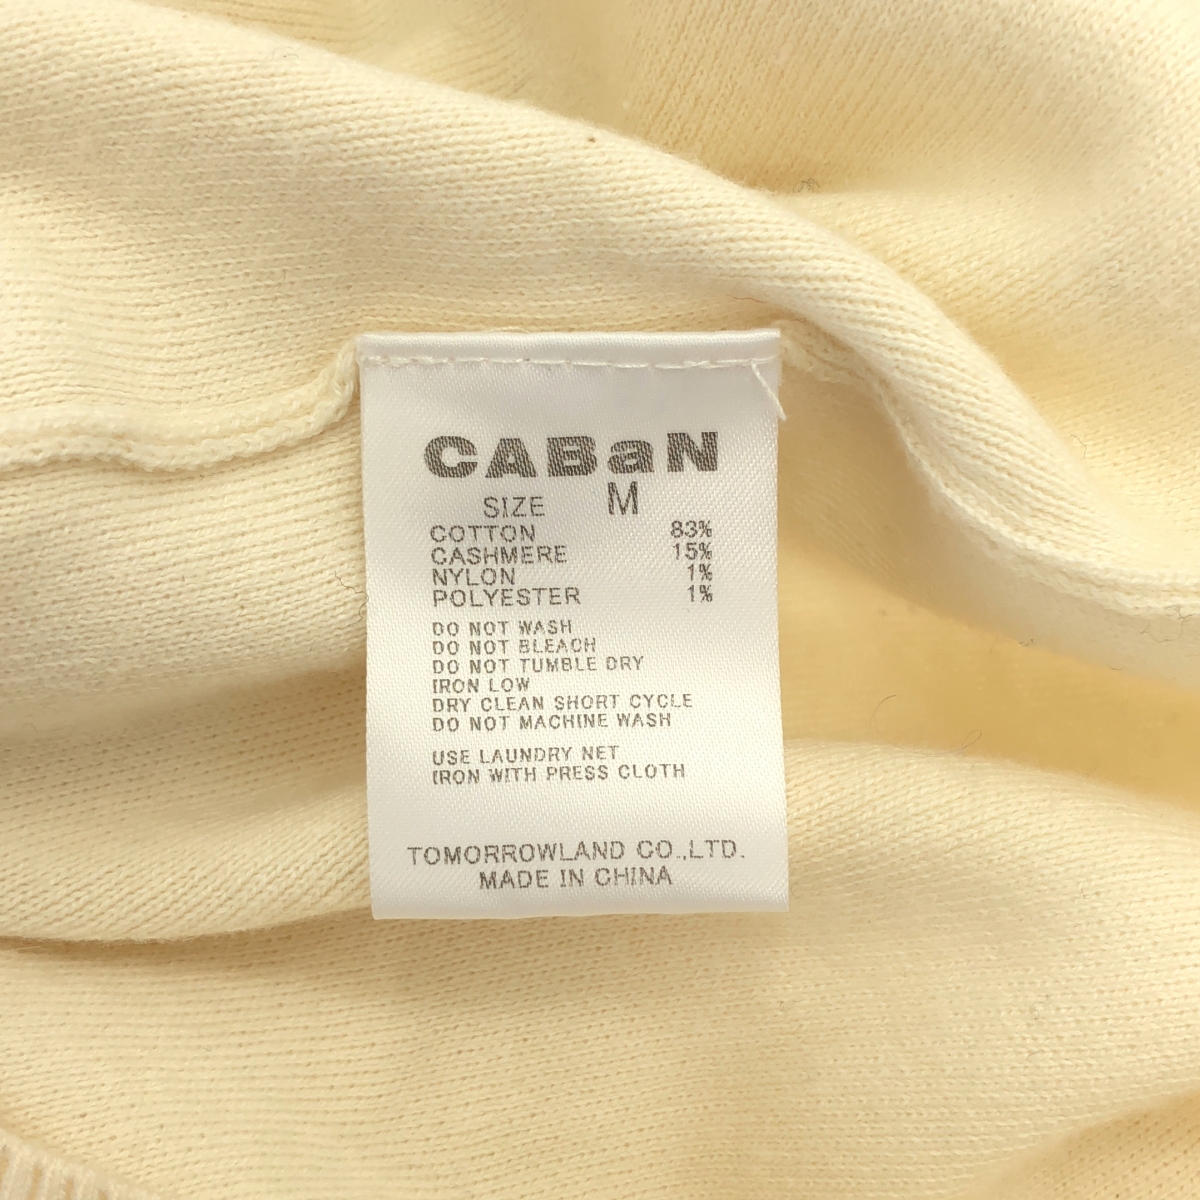 CABaN
SIZE M
COTTON 83%
CASHMERE 15%
NYLON 1%
POLYESTER 1%
DO NOT WASH
DO NOT BLEACH
DO NOT TUMBLE DRY
IRON LOW
DRY CLEAN SHORT CYCLE
DO NOT MACHINE WASH
USE LAUNDRY NET
IRON WITH PRESS CLOTH
TOMORROWLAND CO.,LTD.
MADE IN CHINA